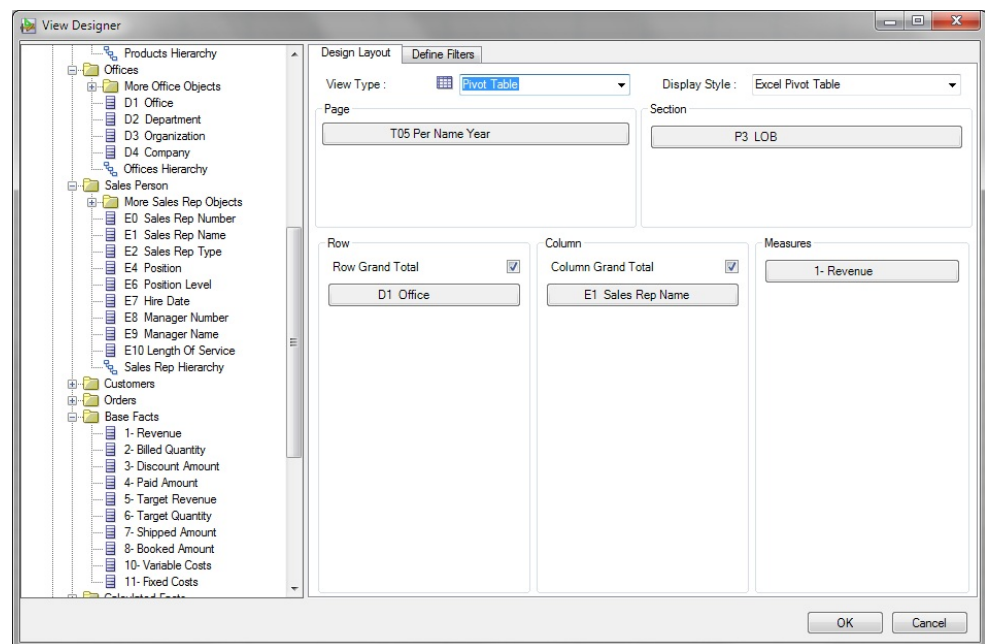 View Designer
Products Hierarchy
Offices
More Office Objects
D1 Office
D2 Department
D3 Organization
D4 Company
Offices Hierarchy
Sales Person
More Sales Rep Objects
E0 Sales Rep Number
E1 Sales Rep Name
E2 Sales Rep Type
E4 Position
E6 Position Level
E7 Hire Date
E8 Manager Number
E9 Manager Name
E10 Length Of Service
Sales Rep Hierarchy
Customers
Orders
Base Facts
1- Revenue
2- Billed Quantity
3- Discount Amount
4- Paid Amount
5- Target Revenue
6- Target Quantity
7- Shipped Amount
8- Booked Amount
10- Variable Costs
11- Fixed Costs
Calculated Facts
Design Layout Define Filters
View Type : Pivot Table Display Style : Excel Pivot Table
Page Section
T05 Per Name Year P3 LOB
Row Column Measures
Row Grand Total Column Grand Total 1- Revenue
D1 Office E1 Sales Rep Name
OK Cancel